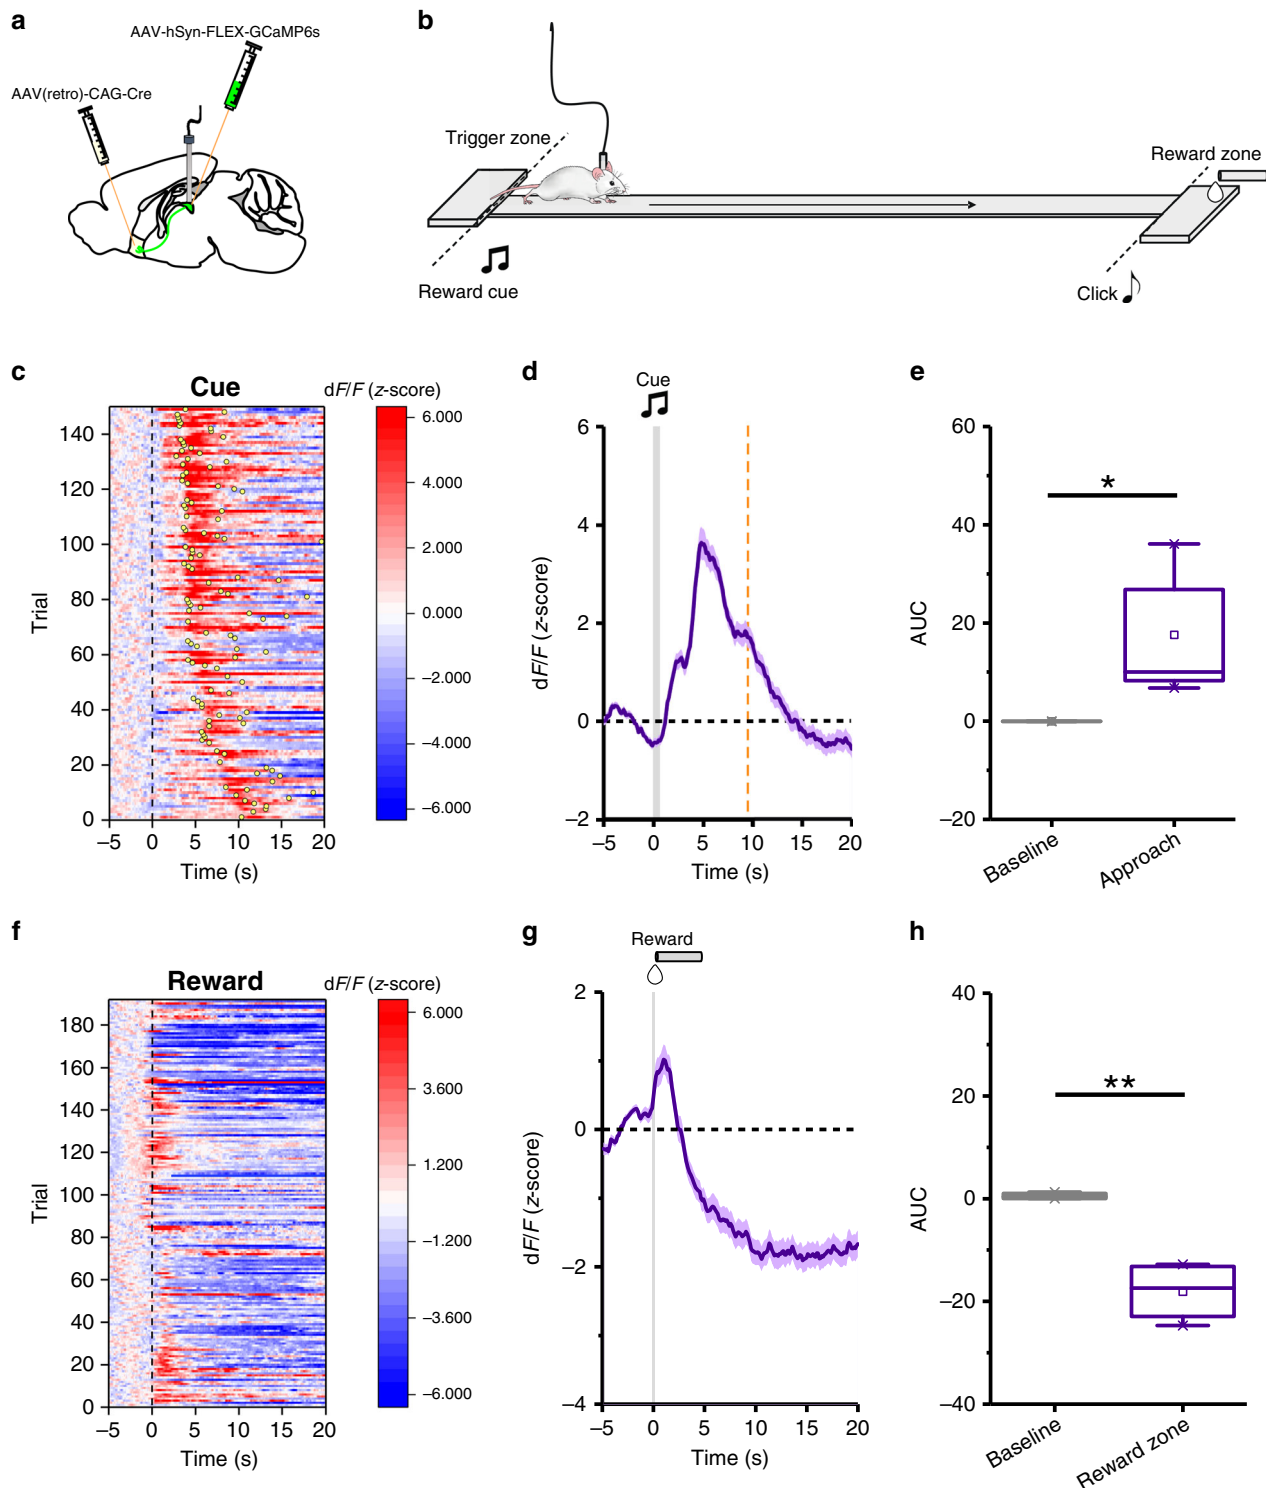 a
AAV-hSyn-FLEX-GCaMP6s
AAV(retro)-CAG-Cre
b
Trigger zone
Reward zone
Reward cue
Click
c
Cue
dF/F (z-score)
Trial
140
120
100
80
60
40
20
0
–5 0 5 10 15 20
Time (s)
6.000
4.000
2.000
0.000
–2.000
–4.000
–6.000
d
Cue
dF/F (z-score)
6
4
2
0
–2
–5 0 5 10 15 20
Time (s)
e
*
AUC
60
40
20
0
–20
Baseline
Approach
f
Reward
dF/F (z-score)
Trial
180
160
140
120
100
80
60
40
20
0
–5 0 5 10 15 20
Time (s)
6.000
3.600
1.200
–1.200
–3.600
–6.000
g
Reward
dF/F (z-score)
2
0
–2
–4
–5 0 5 10 15 20
Time (s)
h
**
AUC
40
20
0
–20
–40
Baseline
Reward zone